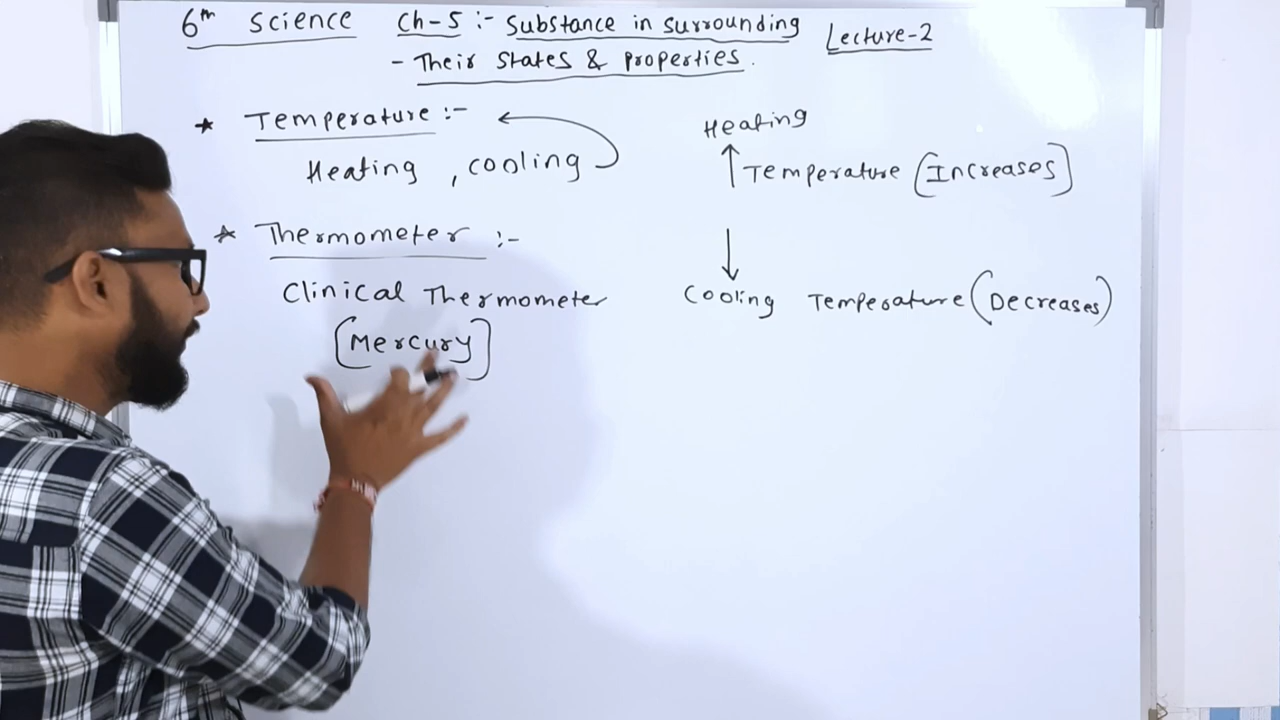 6th Science Ch-5 :- Substance in surrounding Lecture-2
- Their States & properties.
★ Temperature :-
Heating , cooling
★ Thermometer :-
Clinical Thermometer
[Mercury]
Heating
↑ Temperature (Increases)
↓
Cooling Temperature (Decreases)